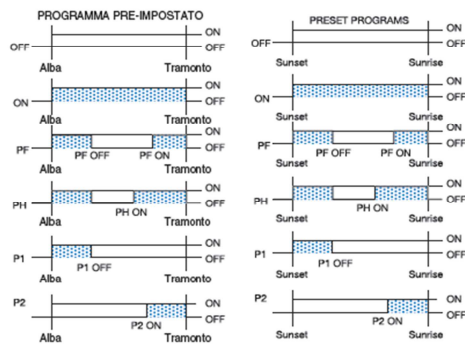 PROGRAMMA PRE-IMPOSTATO
ON
OFF
OFF
Alba Tramonto
ON
ON
OFF
Alba Tramonto
ON
PF
OFF
PF OFF PF ON
Alba Tramonto
ON
PH
OFF
PH ON
Alba Tramonto
ON
P1
OFF
P1 OFF
Alba Tramonto
P2
ON
OFF
P2 ON
Alba Tramonto
PRESET PROGRAMS
ON
OFF
OFF
Sunset Sunrise
ON
ON
OFF
Sunset Sunrise
ON
PF
OFF
PF OFF PF ON
Sunset Sunrise
ON
PH
OFF
PH ON
Sunset Sunrise
ON
P1
OFF
P1 OFF
Sunset Sunrise
P2
ON
OFF
P2 ON
Sunset Sunrise